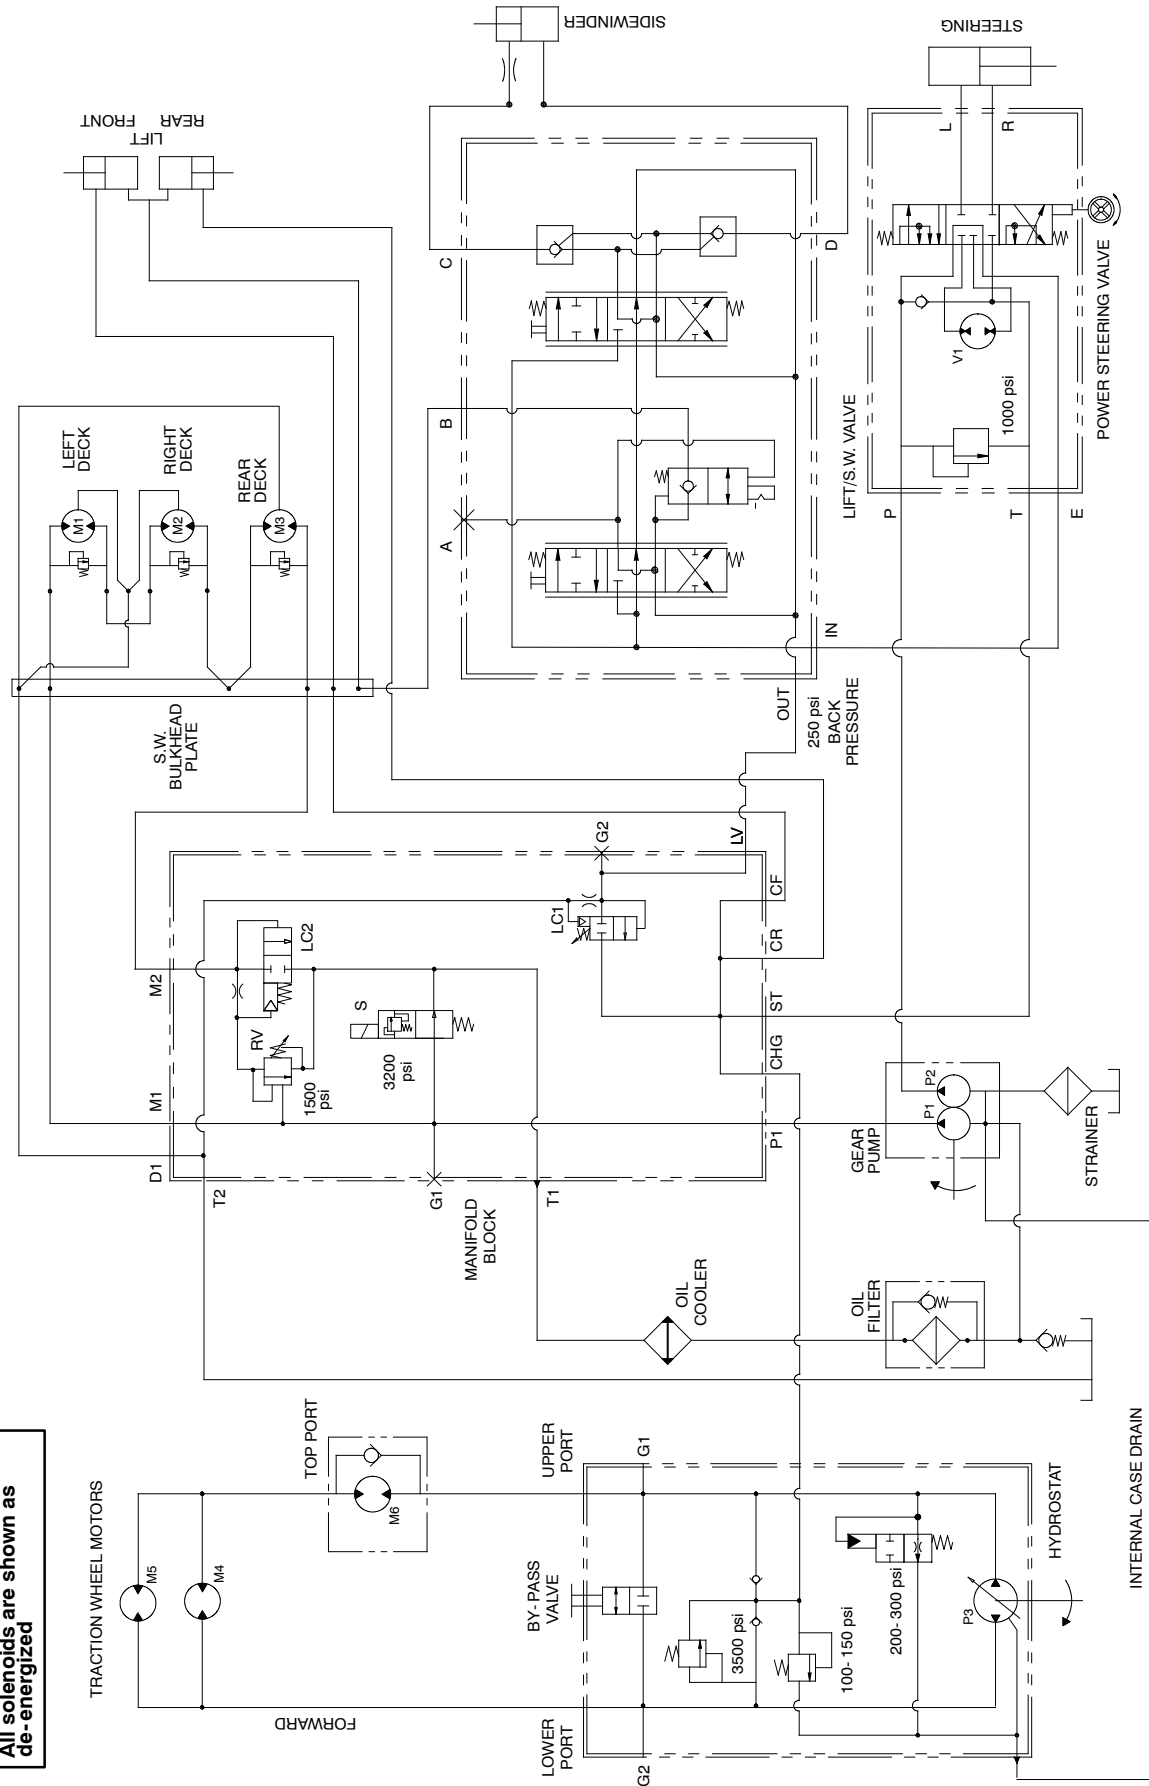 SIDEWINDER
STEERING
FRONT
LIFT
REAR
LEFT
DECK
RIGHT
DECK
REAR
DECK
M1
M2
M3
S.W.
BULKHEAD
PLATE
C
D
B
A
IN
OUT
250 psi
BACK
PRESSURE
LIFT/S.W. VALVE
L
R
V1
1000 psi
P
T
E
POWER STEERING VALVE
G2
LV
LC1
CF
CR
ST
CHG
P1
M2
M1
D1
T2
G1
T1
LC2
RV
1500
psi
S
3200
psi
MANIFOLD
BLOCK
P2
P1
GEAR
PUMP
STRAINER
OIL
COOLER
OIL
FILTER
All solenoids are shown as
de-energized
TRACTION WHEEL MOTORS
M5
M4
TOP PORT
M6
FORWARD
UPPER
PORT
G1
BY-PASS
VALVE
LOWER
PORT
G2
3500 psi
100- 150 psi
200- 300 psi
P3
HYDROSTAT
INTERNAL CASE DRAIN